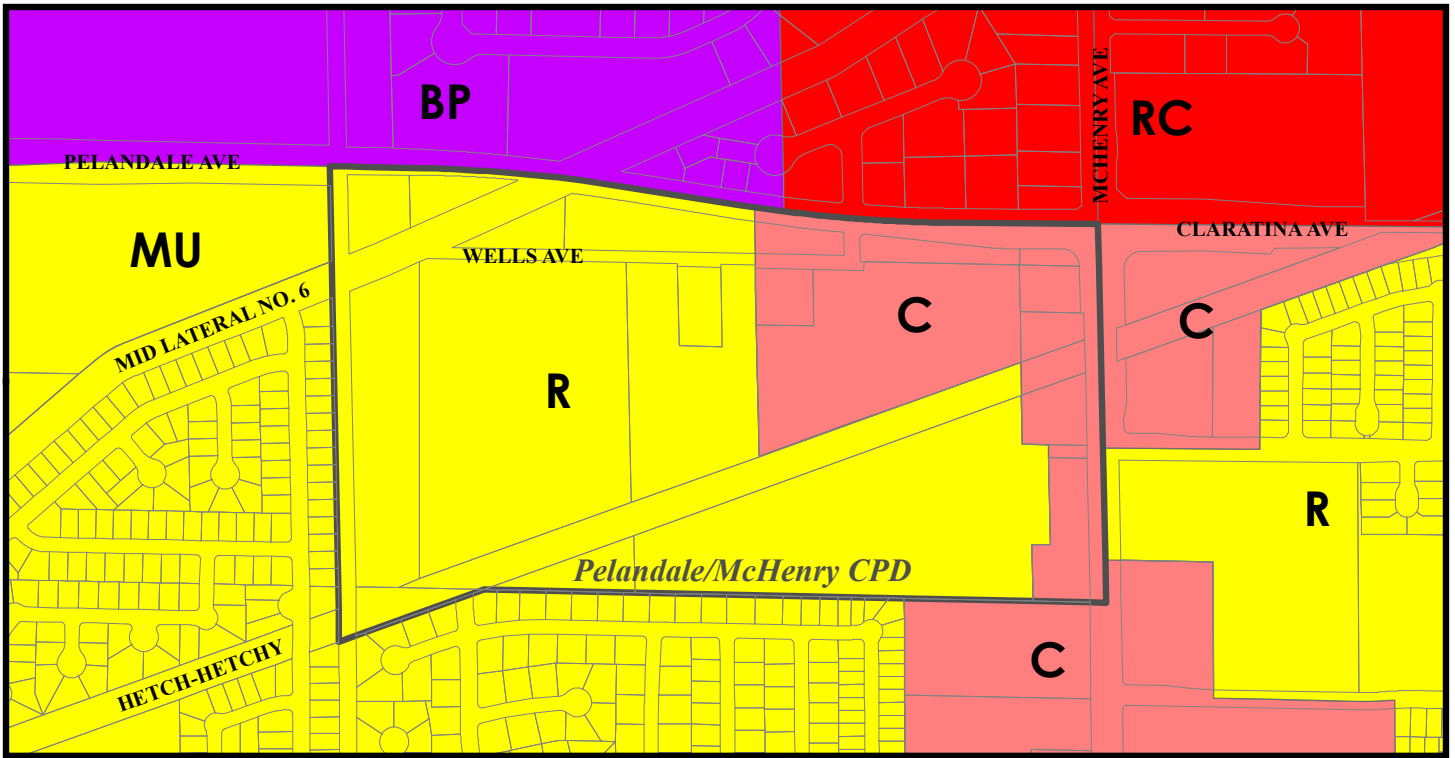 BP
MCHENRY AVE
RC
PELANDALE AVE
CLARATINA AVE
MU
WELLS AVE
MID LATERAL NO. 6
C
C
R
R
Pelandale/McHenry CPD
HETCH-HETCHY
C